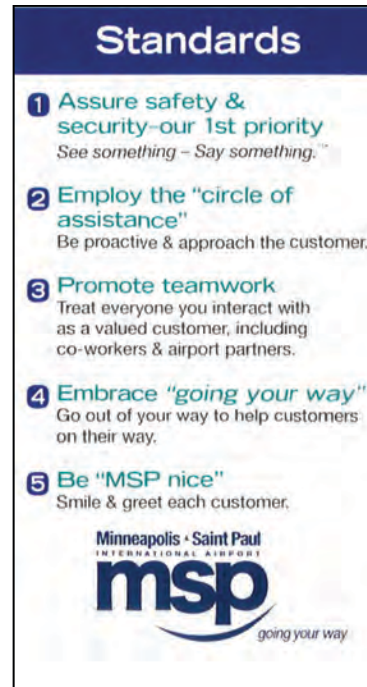 Standards
1 Assure safety &
security–our 1st priority
See something – Say something.™
2 Employ the "circle of
assistance"
Be proactive & approach the customer.
3 Promote teamwork
Treat everyone you interact with
as a valued customer, including
co-workers & airport partners.
4 Embrace "going your way"
Go out of your way to help customers
on their way.
5 Be "MSP nice"
Smile & greet each customer.
Minneapolis • Saint Paul
INTERNATIONAL AIRPORT
msp
going your way